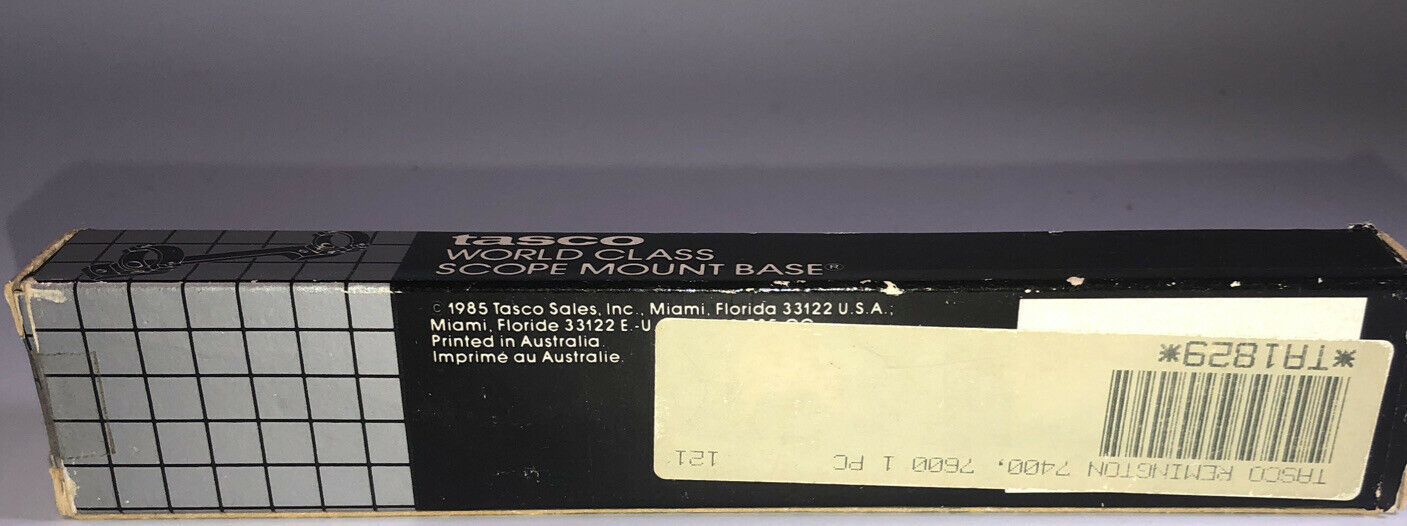 tasco
WORLD CLASS
SCOPE MOUNT BASE®
© 1985 Tasco Sales, Inc., Miami, Florida 33122 U.S.A.;
Miami, Floride 33122 E.-U.
Printed in Australia.
Imprimé au Australie.
*TA1829*
TASCO REMINGTON 7400, 7600 1 PC 121